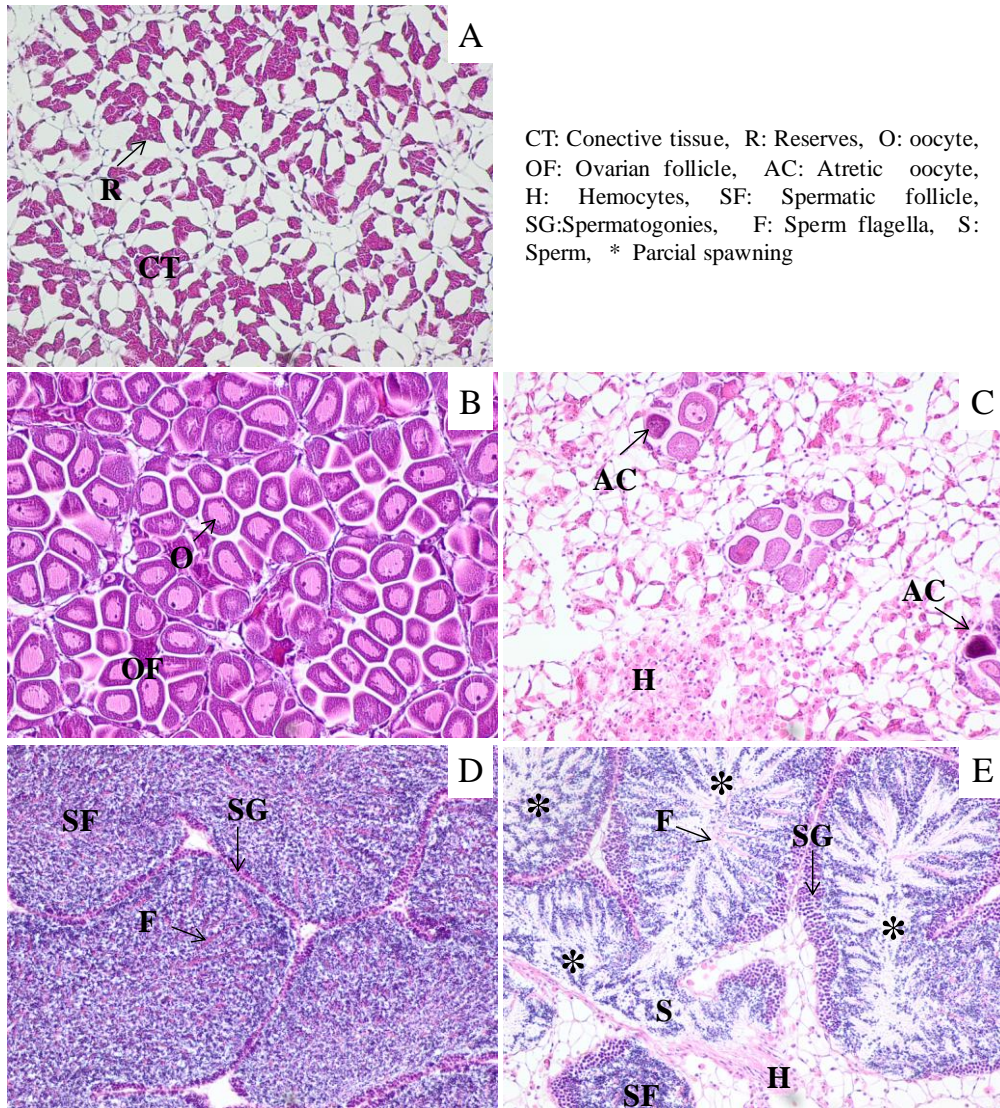 A
CT: Conective tissue, R: Reserves, O: oocyte,
OF: Ovarian follicle, AC: Atretic oocyte,
H: Hemocytes, SF: Spermatic follicle,
SG:Spermatogonies, F: Sperm flagella, S:
Sperm, * Parcial spawning
R
CT
B
O
OF
C
AC
AC
H
D
SF
SG
F
E
*
*
F
SG
*
*
S
H
SF